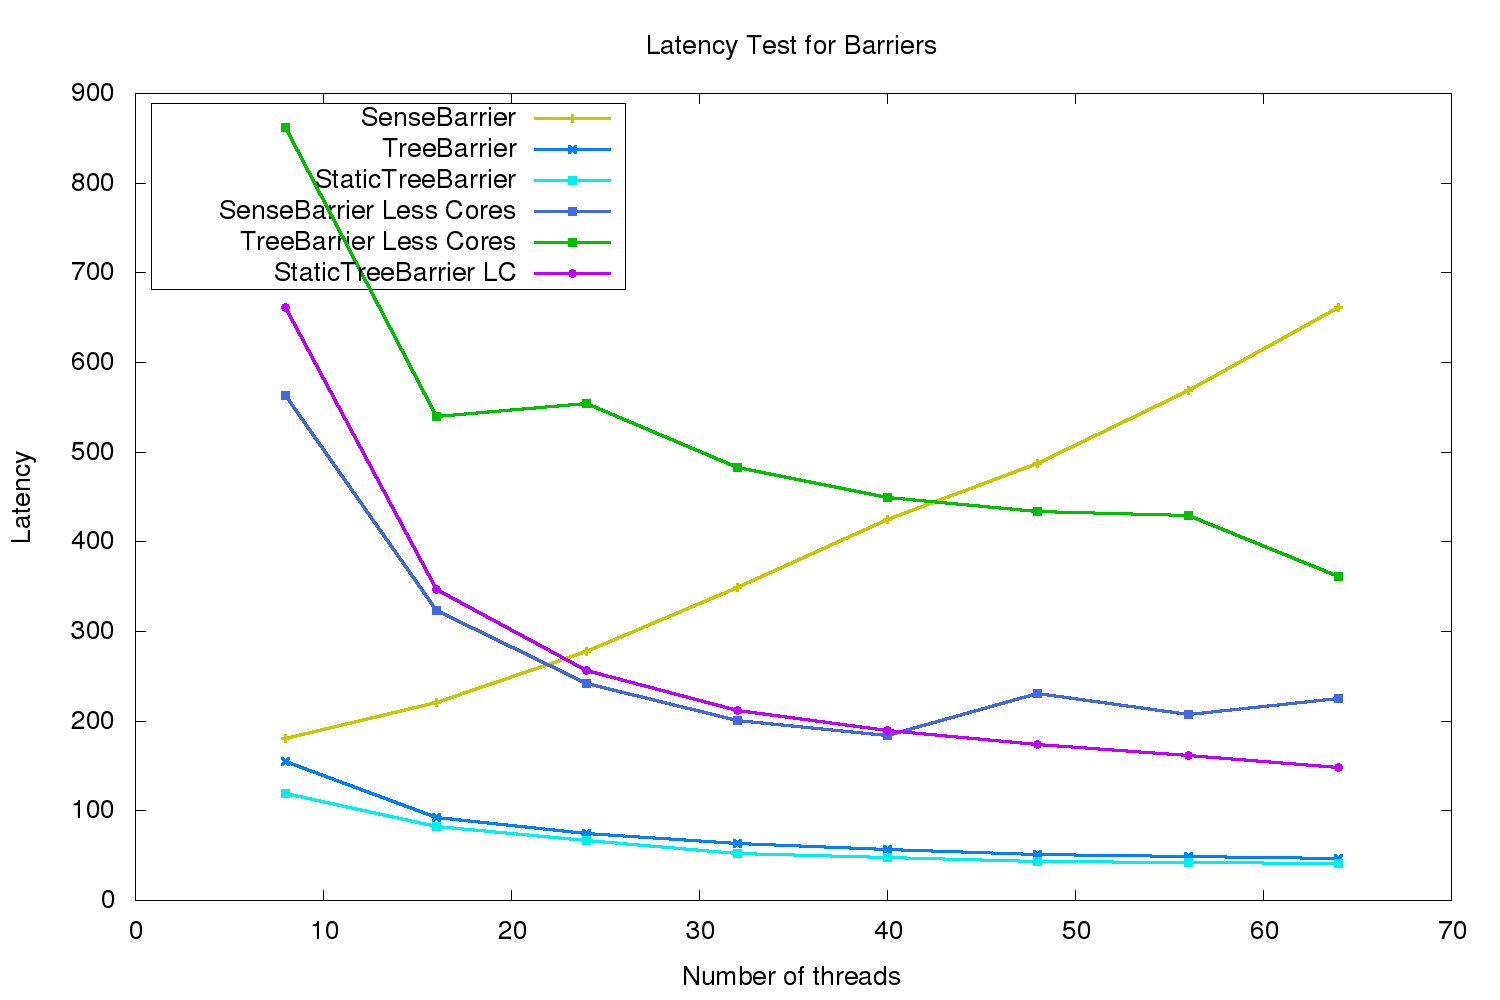 Latency Test for Barriers
900
800
700
600
500
400
300
200
100
0
Latency
SenseBarrier
TreeBarrier
StaticTreeBarrier
SenseBarrier Less Cores
TreeBarrier Less Cores
StaticTreeBarrier LC
0 10 20 30 40 50 60 70
Number of threads